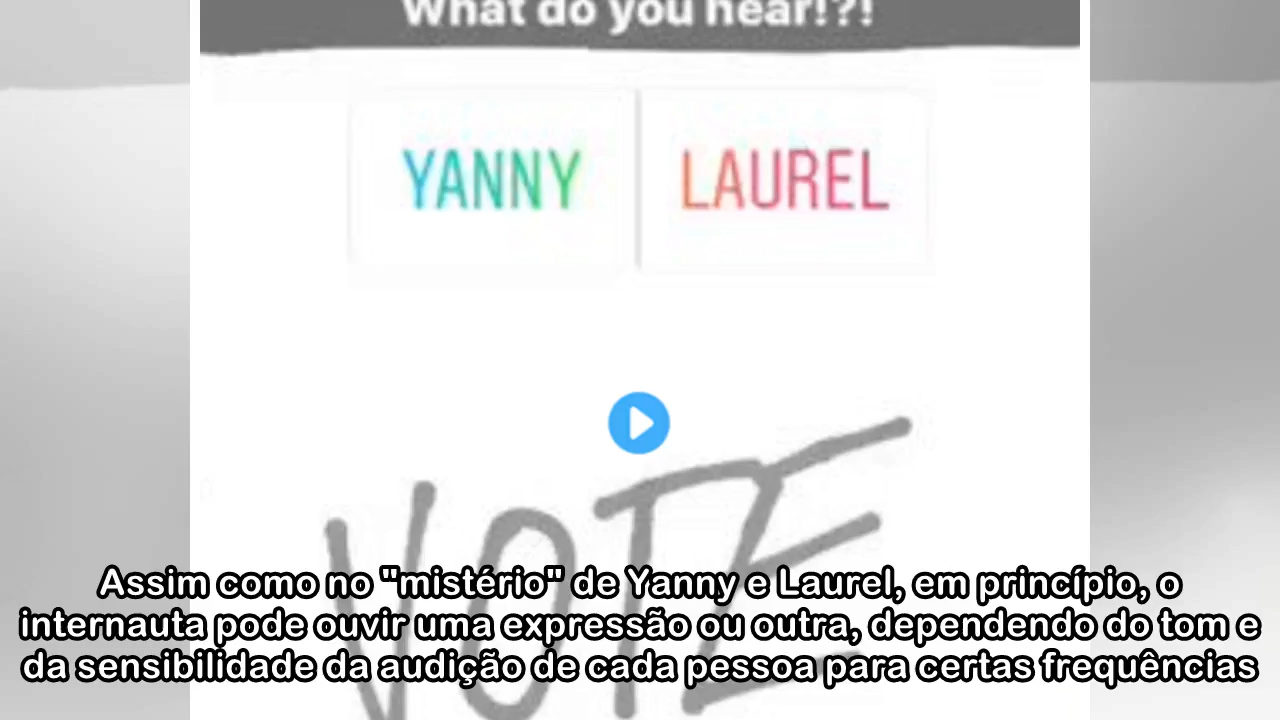 What do you hear!?!
YANNY
LAUREL
VOTE
Assim como no "mistério" de Yanny e Laurel, em princípio, o
internauta pode ouvir uma expressão ou outra, dependendo do tom e
da sensibilidade da audição de cada pessoa para certas frequências